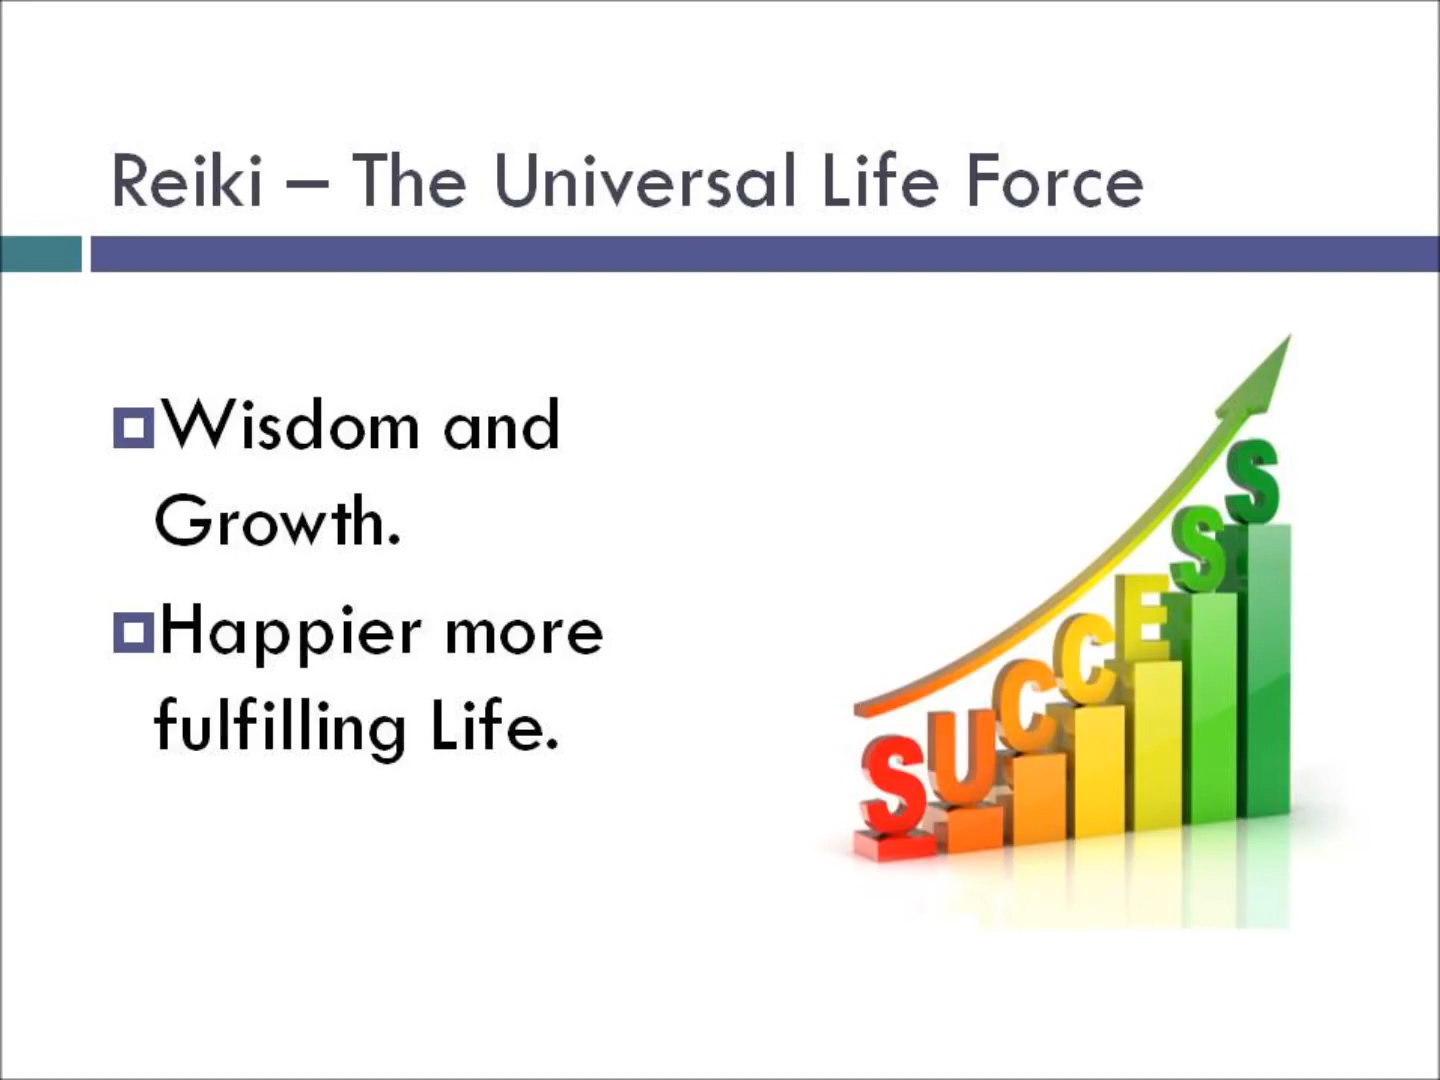 Reiki – The Universal Life Force
Wisdom and
Growth.
Happier more
fulfilling Life.
SUCCESS